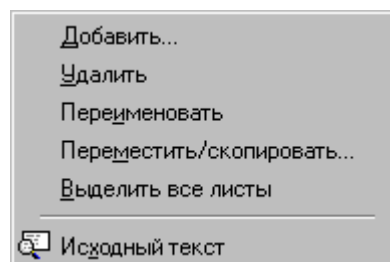 Добавить...
Удалить
Переименовать
Переместить/скопировать...
Выделить все листы
Исходный текст